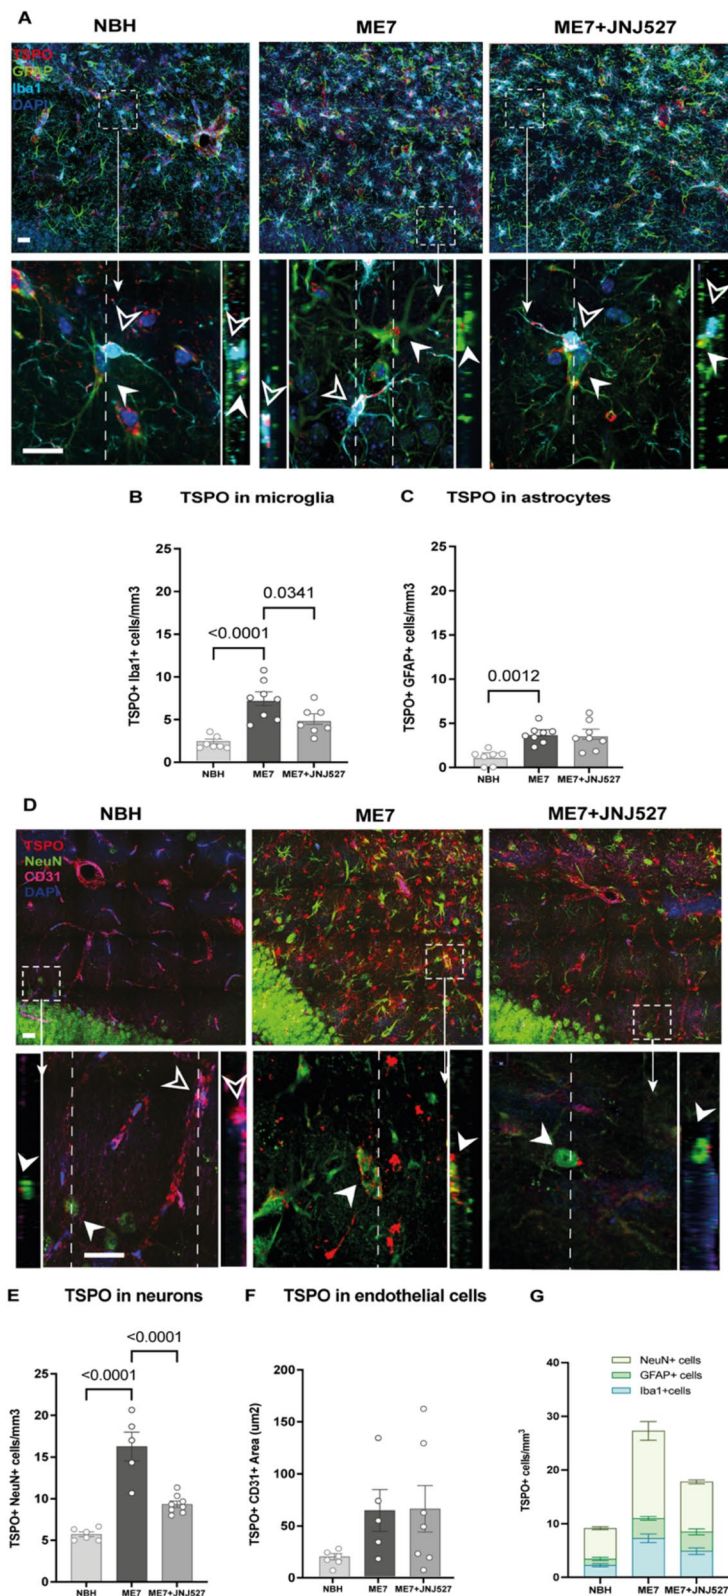 A
NBH
ME7
ME7+JNJ527
TSPO
GFAP
Iba1
DAPI
B TSPO in microglia
C TSPO in astrocytes
TSPO+ Iba1+ cells/mm3
25
20
15
10
5
0
<0.0001
0.0341
NBH
ME7
ME7+JNJ527
TSPO+ GFAP+ cells/mm3
25
20
15
10
5
0
0.0012
NBH
ME7
ME7+JNJ527
D
NBH
ME7
ME7+JNJ527
TSPO
NeuN
CD31
DAPI
E TSPO in neurons
F TSPO in endothelial cells
G
TSPO+ NeuN+ cells/mm3
25
20
15
10
5
0
<0.0001
<0.0001
NBH
ME7
ME7+JNJ527
TSPO+ CD31+ Area (um2)
200
150
100
50
0
NBH
ME7
ME7+JNJ527
NeuN+ cells
GFAP+ cells
Iba1+cells
TSPO+ cells/mm³
40
30
20
10
0
NBH
ME7
ME7+JNJ527